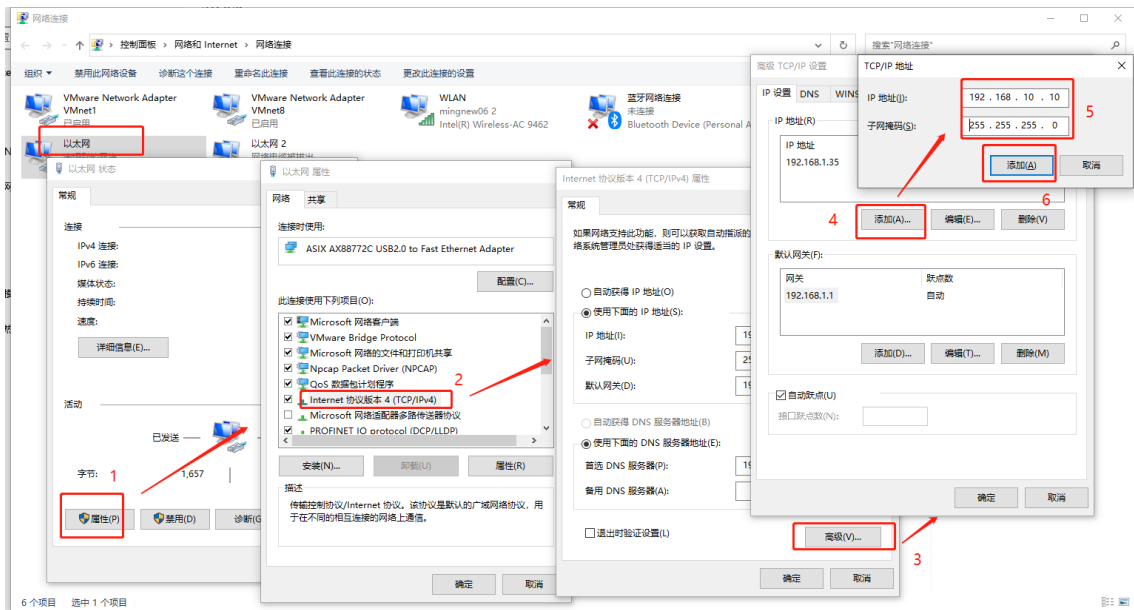 网络连接
控制面板 › 网络和 Internet › 网络连接
搜索"网络连接"
组织 禁用此网络设备 诊断这个连接 重命名此连接 查看此连接的状态 更改此连接的设置
VMware Network Adapter VMnet1
已启用
VMware Network Adapter VMnet8
已启用
WLAN
mingnew06 2
Intel(R) Wireless-AC 9462
蓝牙网络连接
未连接
Bluetooth Device (Personal A
以太网
以太网 2
以太网 状态
常规
连接
IPv4 连接:
IPv6 连接:
媒体状态:
持续时间:
速度:
详细信息(E)...
活动
已发送
字节:
1,657
1
属性(P)
禁用(D)
诊断(G
以太网 属性
网络
共享
连接时使用:
ASIX AX88772C USB2.0 to Fast Ethernet Adapter
配置(C)...
此连接使用下列项目(O):
Microsoft 网络客户端
VMware Bridge Protocol
Microsoft 网络的文件和打印机共享
Npcap Packet Driver (NPCAP)
QoS 数据包计划程序
2
Internet 协议版本 4 (TCP/IPv4)
Microsoft 网络适配器多路传送器协议
PROFINET IO protocol (DCP/LLDP)
安装(N)...
卸载(U)
属性(R)
描述
传输控制协议/Internet 协议。该协议是默认的广域网络协议，用
于在不同的相互连接的网络上通信。
确定
取消
Internet 协议版本 4 (TCP/IPv4) 属性
常规
如果网络支持此功能，则可以获取自动指派的
络系统管理员处获得适当的 IP 设置。
自动获得 IP 地址(O)
使用下面的 IP 地址(S):
IP 地址(I):
19
子网掩码(U):
25
默认网关(D):
19
自动获得 DNS 服务器地址(B)
使用下面的 DNS 服务器地址(E):
首选 DNS 服务器(P):
19
备用 DNS 服务器(A):
退出时验证设置(L)
高级(V)...
3
确定
取消
高级 TCP/IP 设置
IP 设置
DNS
WINS
IP 地址(R)
IP 地址
192.168.1.35
4
添加(A)...
编辑(E)...
删除(V)
默认网关(F):
网关
跃点数
192.168.1.1
自动
添加(D)...
编辑(T)...
删除(M)
自动跃点(U)
接口跃点数(N):
确定
取消
TCP/IP 地址
IP 地址(I):
192 . 168 . 10 . 10
5
子网掩码(S):
255 . 255 . 255 . 0
添加(A)
取消
6
6 个项目
选中 1 个项目